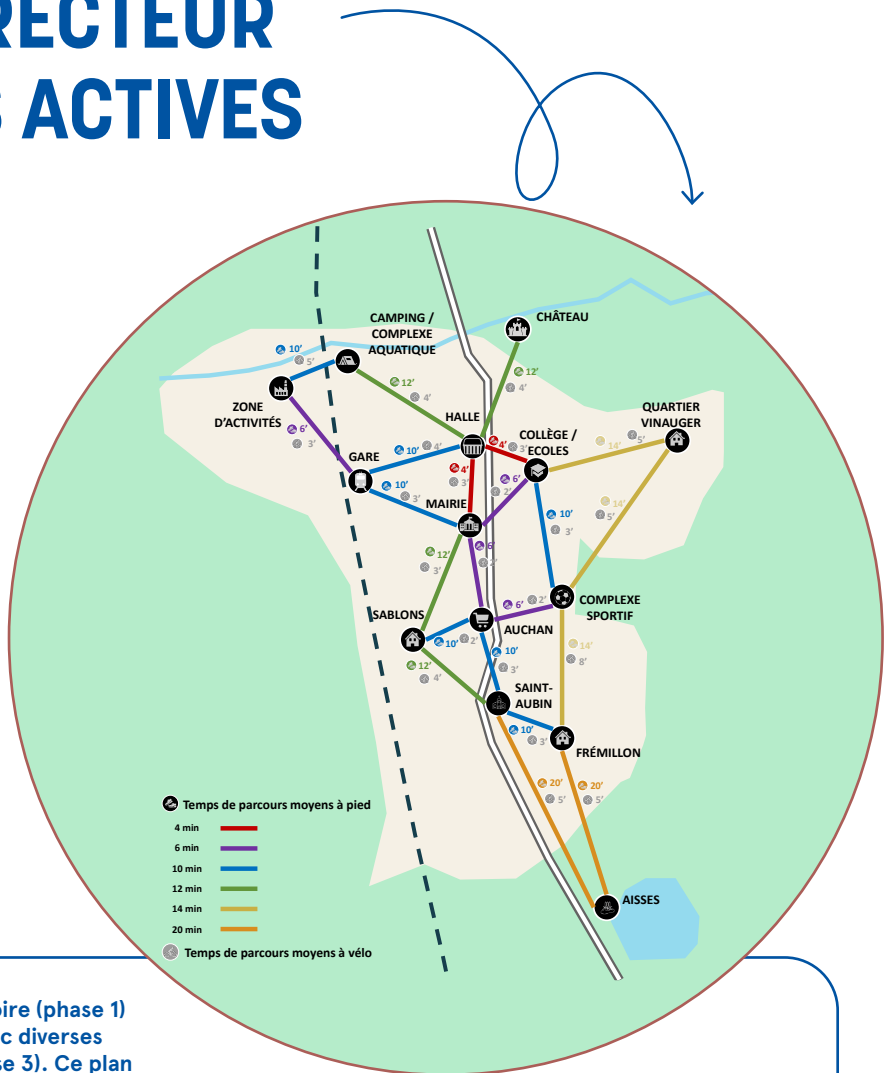 RECTEUR
S ACTIVES
CAMPING /
COMPLEXE
AQUATIQUE
CHÂTEAU
10'
5'
12'
4'
12'
4'
ZONE
D'ACTIVITÉS
HALLE
QUARTIER
VINAUGER
COLLÈGE /
ECOLES
6'
3'
GARE
10'
4'
4'
3'
14'
5'
10'
3'
4'
3'
6'
2'
14'
5'
MAIRIE
10'
3'
12'
3'
6'
2'
SABLONS
6'
2'
COMPLEXE
SPORTIF
AUCHAN
10'
2'
12'
4'
10'
3'
14'
8'
SAINT-
AUBIN
10'
3'
FRÉMILLON
20'
5'
20'
5'
AISSES
Temps de parcours moyens à pied
4 min
6 min
10 min
12 min
14 min
20 min
Temps de parcours moyens à vélo
oire (phase 1)
c diverses
se 3). Ce plan